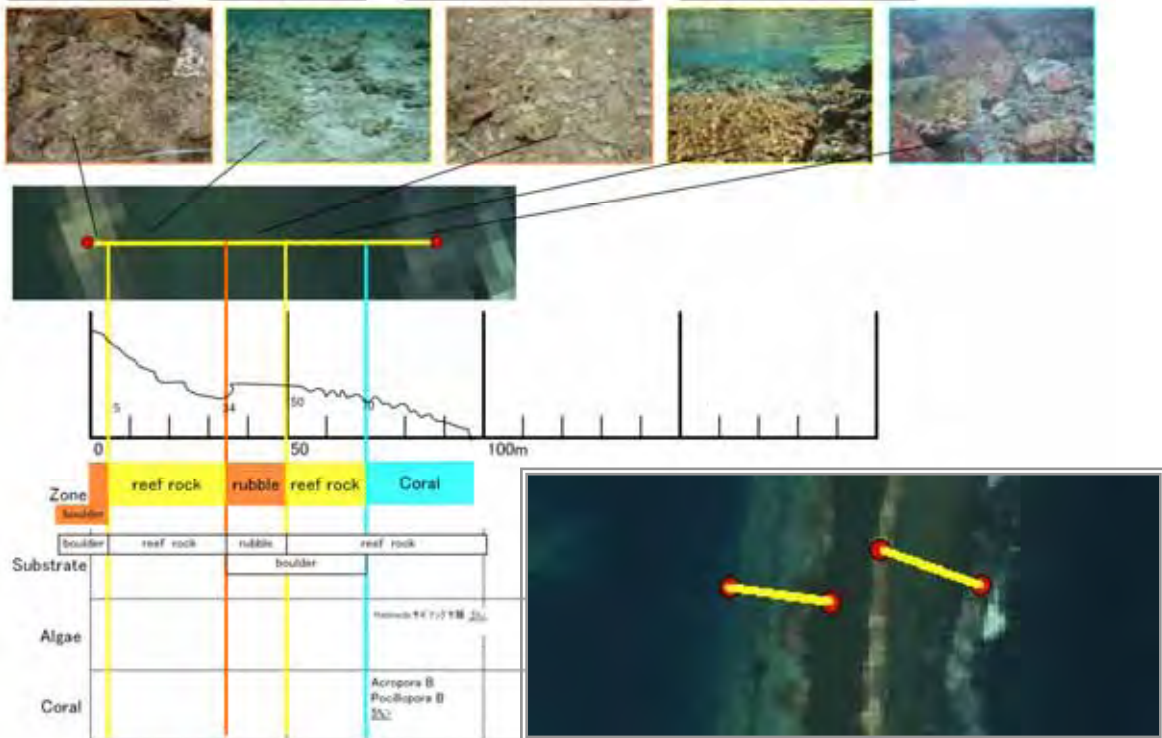 5
34
50
70
0
50
100m
Zone
reef rock
rubble
reef rock
Coral
boulder
Substrate
boulder
reef rock
rubble
reef rock
boulder
Algae
Coral
Acropora B
Pocillopora B
5%>